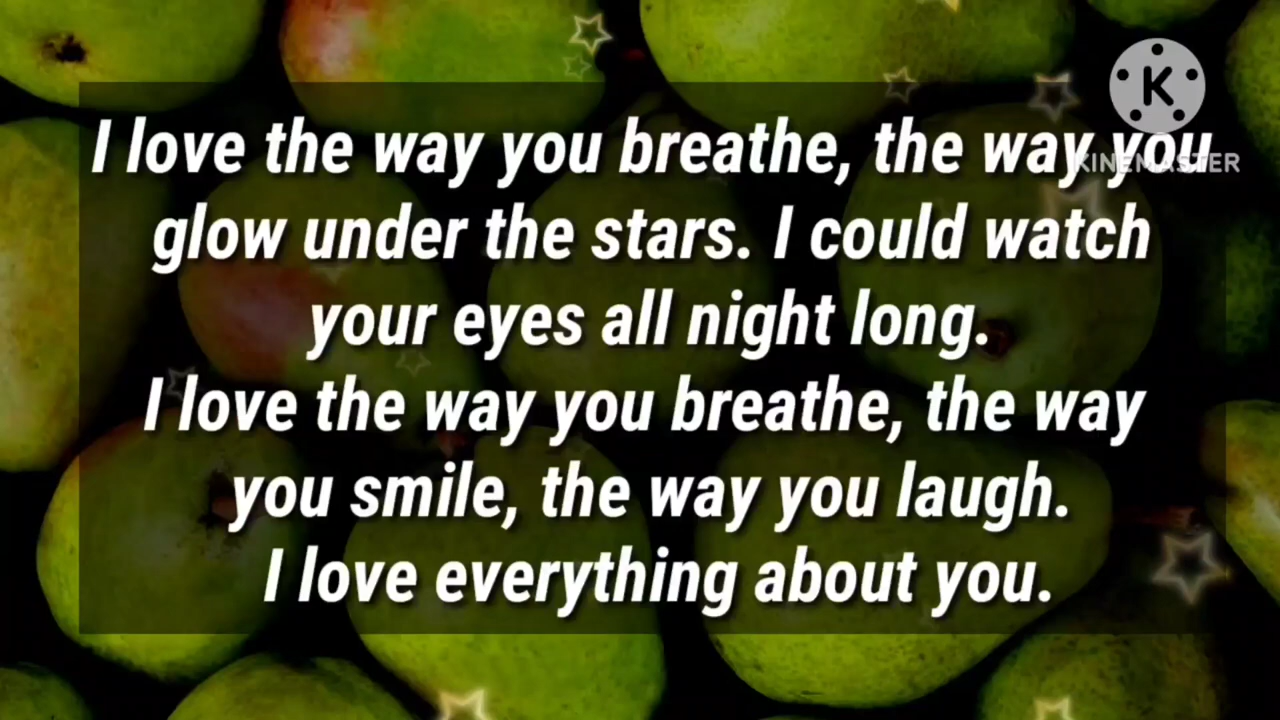 I love the way you breathe, the way you
glow under the stars. I could watch
your eyes all night long.
I love the way you breathe, the way
you smile, the way you laugh.
I love everything about you.
K
KINEMASTER